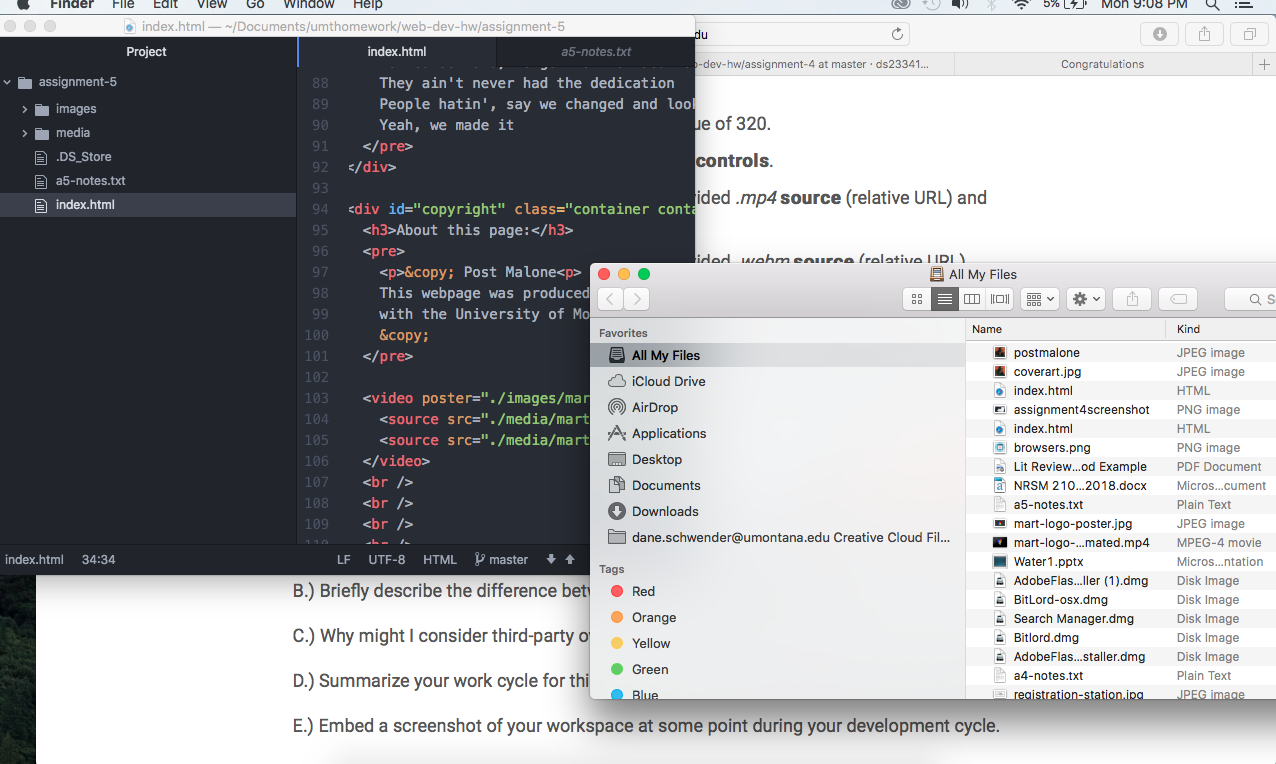 Finder File Edit View Go Window Help 5% Mon 9:08 PM
index.html — ~/Documents/umthomework/web-dev-hw/assignment-5
Project
index.html
a5-notes.txt
assignment-5
images
media
.DS_Store
a5-notes.txt
index.html
88 They ain't never had the dedication
89 People hatin', say we changed and look
90 Yeah, we made it
91 </pre>
92 </div>
93
94 <div id="copyright" class="container conta
95 <h3>About this page:</h3>
96 <pre>
97 <p>&copy; Post Malone<p>
98 This webpage was produced
99 with the University of Mo
100 &copy;
101 </pre>
102
103 <video poster="./images/mar
104 <source src="./media/mart
105 <source src="./media/mart
106 </video>
107 <br />
108 <br />
109 <br />
110 <br />
index.html 34:34 LF UTF-8 HTML master
du
b-dev-hw/assignment-4 at master · ds23341...
Congratulations
ue of 320.
controls.
vided .mp4 source (relative URL) and
vided .webm source (relative URL)
B.) Briefly describe the difference betw
C.) Why might I consider third-party o
D.) Summarize your work cycle for thi
E.) Embed a screenshot of your workspace at some point during your development cycle.
All My Files
S
Favorites
All My Files
iCloud Drive
AirDrop
Applications
Desktop
Documents
Downloads
dane.schwender@umontana.edu Creative Cloud Fil...
Tags
Red
Orange
Yellow
Green
Blue
Name Kind
postmalone JPEG image
coverart.jpg JPEG image
index.html HTML
assignment4screenshot PNG image
index.html HTML
browsers.png PNG image
Lit Review...od Example PDF Document
NRSM 210...2018.docx Micros...cument
a5-notes.txt Plain Text
mart-logo-poster.jpg JPEG image
mart-logo-...mated.mp4 MPEG-4 movie
Water1.pptx Micros...ntation
AdobeFlas...ller (1).dmg Disk Image
BitLord-osx.dmg Disk Image
Search Manager.dmg Disk Image
Bitlord.dmg Disk Image
AdobeFlas...staller.dmg Disk Image
a4-notes.txt Plain Text
registration-station.jpg JPEG image